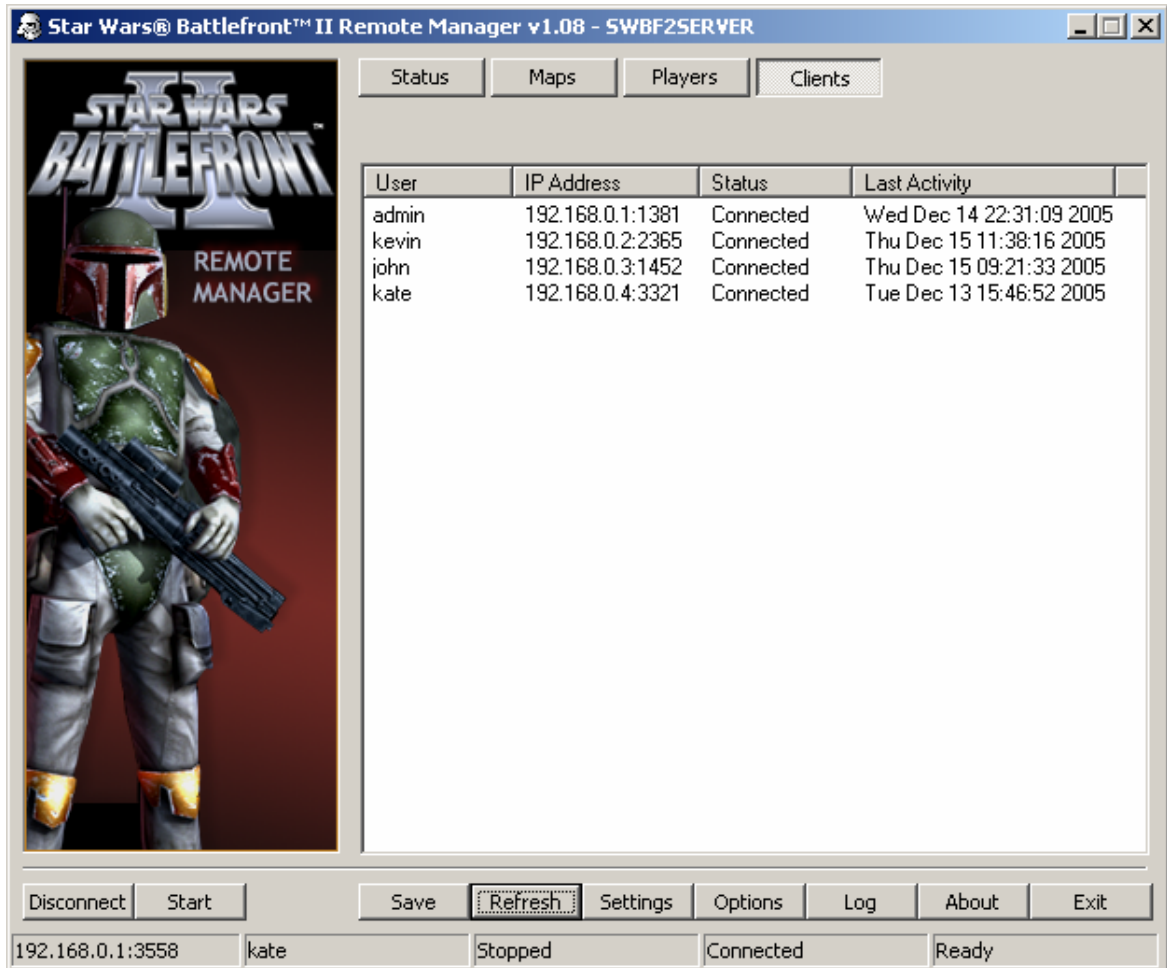 Star Wars® Battlefront™ II Remote Manager v1.08 - SWBF2SERVER
STAR WARS
BATTLEFRONT™
II
REMOTE
MANAGER
Status Maps Players Clients
User IP Address Status Last Activity
admin 192.168.0.1:1381 Connected Wed Dec 14 22:31:09 2005
kevin 192.168.0.2:2365 Connected Thu Dec 15 11:38:16 2005
john 192.168.0.3:1452 Connected Thu Dec 15 09:21:33 2005
kate 192.168.0.4:3321 Connected Tue Dec 13 15:46:52 2005
Disconnect Start Save Refresh Settings Options Log About Exit
192.168.0.1:3558 kate Stopped Connected Ready